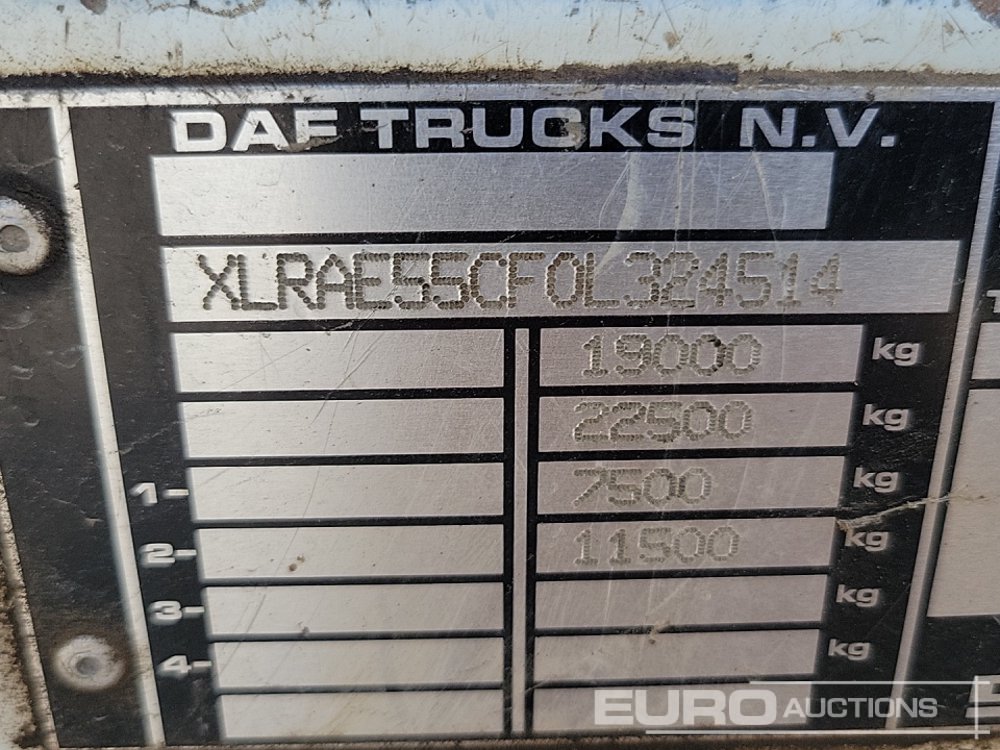 DAF TRUCKS N.V.
XLRAE55CF0L324514
19000 kg
22500 kg
1- 7500 kg
2- 11500 kg
3- kg
4- kg
EURO AUCTIONS